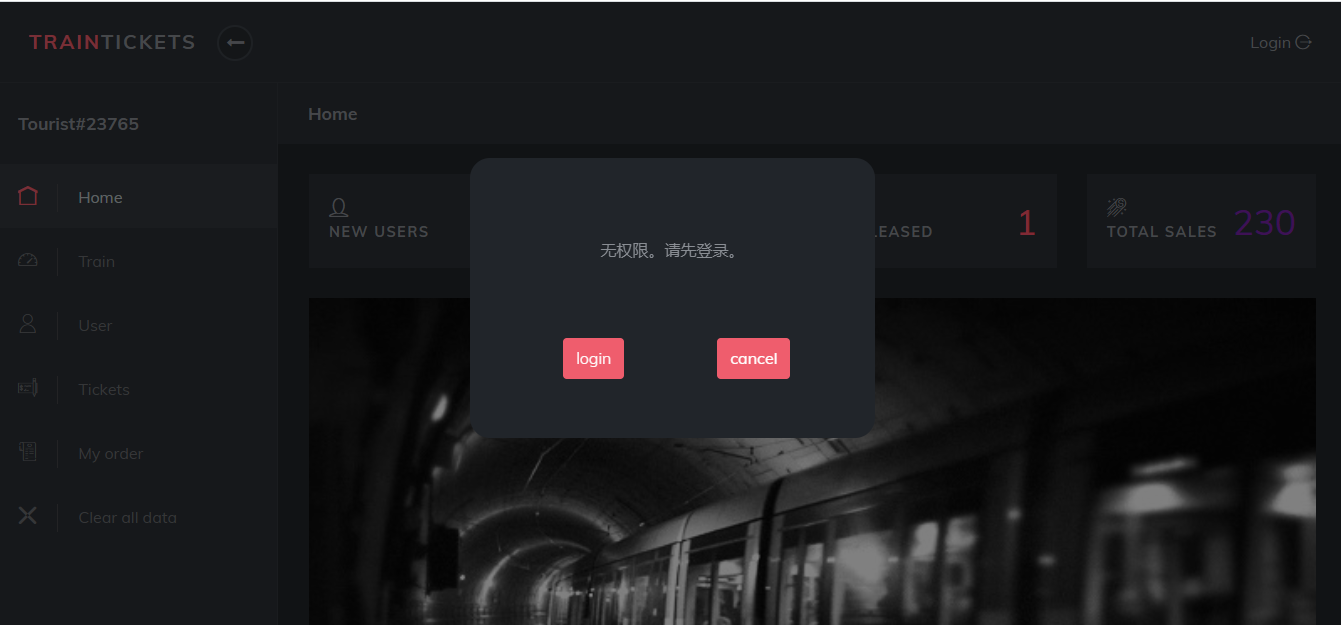 TRAINTICKETS
Login
Tourist#23765
Home
Home
Train
User
Tickets
My order
Clear all data
NEW USERS
LEASED
1
TOTAL SALES
230
无权限。请先登录。
login
cancel